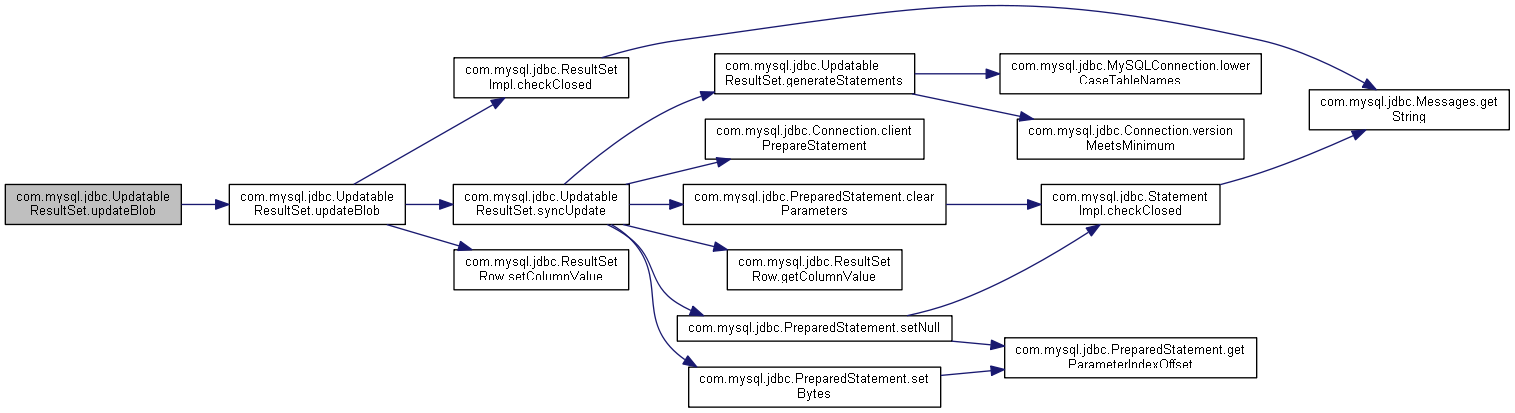 com.mysql.jdbc.Updatable
ResultSet.updateBlob
com.mysql.jdbc.Updatable
ResultSet.updateBlob
com.mysql.jdbc.ResultSet
Impl.checkClosed
com.mysql.jdbc.Updatable
ResultSet.syncUpdate
com.mysql.jdbc.ResultSet
Row.setColumnValue
com.mysql.jdbc.Updatable
ResultSet.generateStatements
com.mysql.jdbc.Connection.client
PrepareStatement
com.mysql.jdbc.PreparedStatement.clear
Parameters
com.mysql.jdbc.ResultSet
Row.getColumnValue
com.mysql.jdbc.PreparedStatement.setNull
com.mysql.jdbc.PreparedStatement.set
Bytes
com.mysql.jdbc.MySQLConnection.lower
CaseTableNames
com.mysql.jdbc.Connection.version
MeetsMinimum
com.mysql.jdbc.Statement
Impl.checkClosed
com.mysql.jdbc.PreparedStatement.get
ParameterIndexOffset
com.mysql.jdbc.Messages.get
String